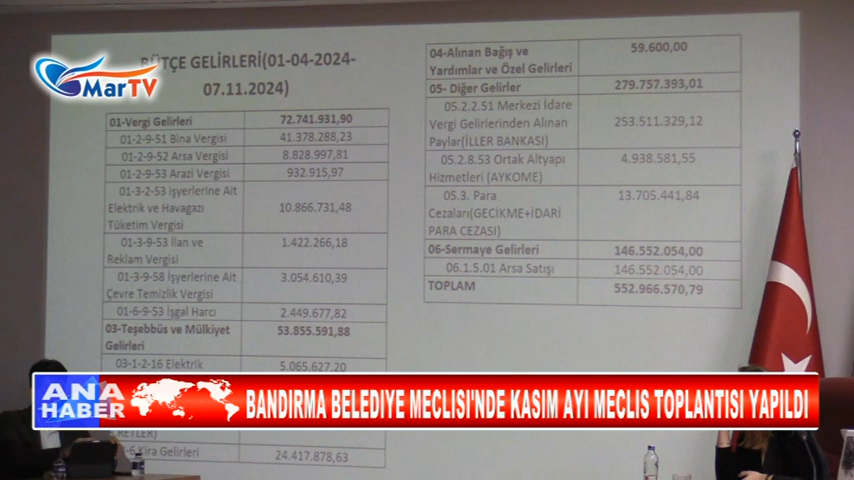 MarTV
BÜTÇE GELİRLERİ(01-04-2024-
07.11.2024)
01-Vergi Gelirleri 72.741.931,90
01-2-9-51 Bina Vergisi 41.378.288,23
01-2-9-52 Arsa Vergisi 8.828.997,81
01-2-9-53 Arazi Vergisi 932.915,97
01-3-2-53 işyerlerine Ait
Elektrik ve Havagazı
Tüketim Vergisi 10.866.731,48
01-3-9-53 İlan ve
Reklam Vergisi 1.422.266,18
01-3-9-58 İşyerlerine Ait
Çevre Temizlik Vergisi 3.054.610,39
01-6-9-53 İşgal Harcı 2.449.677,82
03-Teşebbüs ve Mülkiyet
Gelirleri 53.855.591,88
03-1-2-16 Elektrik 5.065.627,20
Kira Gelirleri 24.417.878,63
04-Alınan Bağış ve
Yardımlar ve Özel Gelirleri 59.600,00
05- Diğer Gelirler 279.757.393,01
05.2.2.51 Merkezi İdare
Vergi Gelirlerinden Alınan
Paylar(İLLER BANKASI) 253.511.329,12
05.2.8.53 Ortak Altyapı
Hizmetleri (AYKOME) 4.938.581,55
05.3. Para
Cezaları(GECİKME+İDARİ
PARA CEZASI) 13.705.441,84
06-Sermaye Gelirleri 146.552.054,00
06.1.5.01 Arsa Satışı 146.552.054,00
TOPLAM 552.966.570,79
ANA
HABER
BANDIRMA BELEDIYE MECLISI'NDE KASIM AYI MECLIS TOPLANTISI YAPILDI